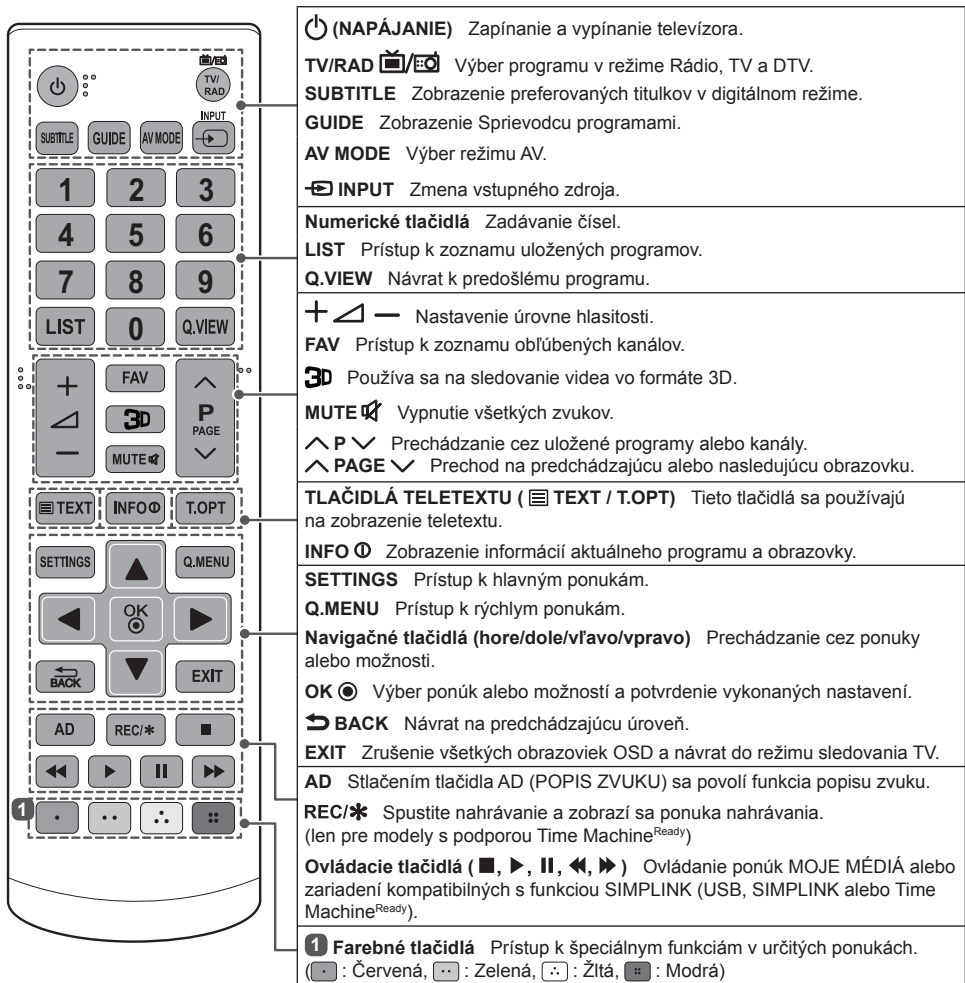 TV/
RAD
INPUT
SUBTITLE GUIDE AV MODE
1 2 3
4 5 6
7 8 9
LIST 0 Q.VIEW
+ FAV
3D P
PAGE
— MUTE
TEXT INFO T.OPT
SETTINGS Q.MENU
OK
BACK EXIT
AD REC/*
1
(NAPÁJANIE) Zapínanie a vypínanie televízora.
TV/RAD / Výber programu v režime Rádio, TV a DTV.
SUBTITLE Zobrazenie preferovaných titulkov v digitálnom režime.
GUIDE Zobrazenie Sprievodcu programami.
AV MODE Výber režimu AV.
INPUT Zmena vstupného zdroja.
Numerické tlačidlá Zadávanie čísel.
LIST Prístup k zoznamu uložených programov.
Q.VIEW Návrat k predošlému programu.
+ — Nastavenie úrovne hlasitosti.
FAV Prístup k zoznamu obľúbených kanálov.
3D Používa sa na sledovanie videa vo formáte 3D.
MUTE Vypnutie všetkých zvukov.
P Prechádzanie cez uložené programy alebo kanály.
PAGE Prechod na predchádzajúcu alebo nasledujúcu obrazovku.
TLAČIDLÁ TELETEXTU ( TEXT / T.OPT) Tieto tlačidlá sa používajú
na zobrazenie teletextu.
INFO Zobrazenie informácií aktuálneho programu a obrazovky.
SETTINGS Prístup k hlavným ponukám.
Q.MENU Prístup k rýchlym ponukám.
Navigačné tlačidlá (hore/dole/vľavo/vpravo) Prechádzanie cez ponuky
alebo možnosti.
OK Výber ponúk alebo možností a potvrdenie vykonaných nastavení.
BACK Návrat na predchádzajúcu úroveň.
EXIT Zrušenie všetkých obrazoviek OSD a návrat do režimu sledovania TV.
AD Stlačením tlačidla AD (POPIS ZVUKU) sa povolí funkcia popisu zvuku.
REC/* Spustite nahrávanie a zobrazí sa ponuka nahrávania.
(len pre modely s podporou Time MachineReady)
Ovládacie tlačidlá (■, ▶, II, ◀◀, ▶▶) Ovládanie ponúk MOJE MÉDIÁ alebo
zariadení kompatibilných s funkciou SIMPLINK (USB, SIMPLINK alebo Time
MachineReady).
1 Farebné tlačidlá Prístup k špeciálnym funkciám v určitých ponukách.
( : Červená, : Zelená, : Žltá, : Modrá)